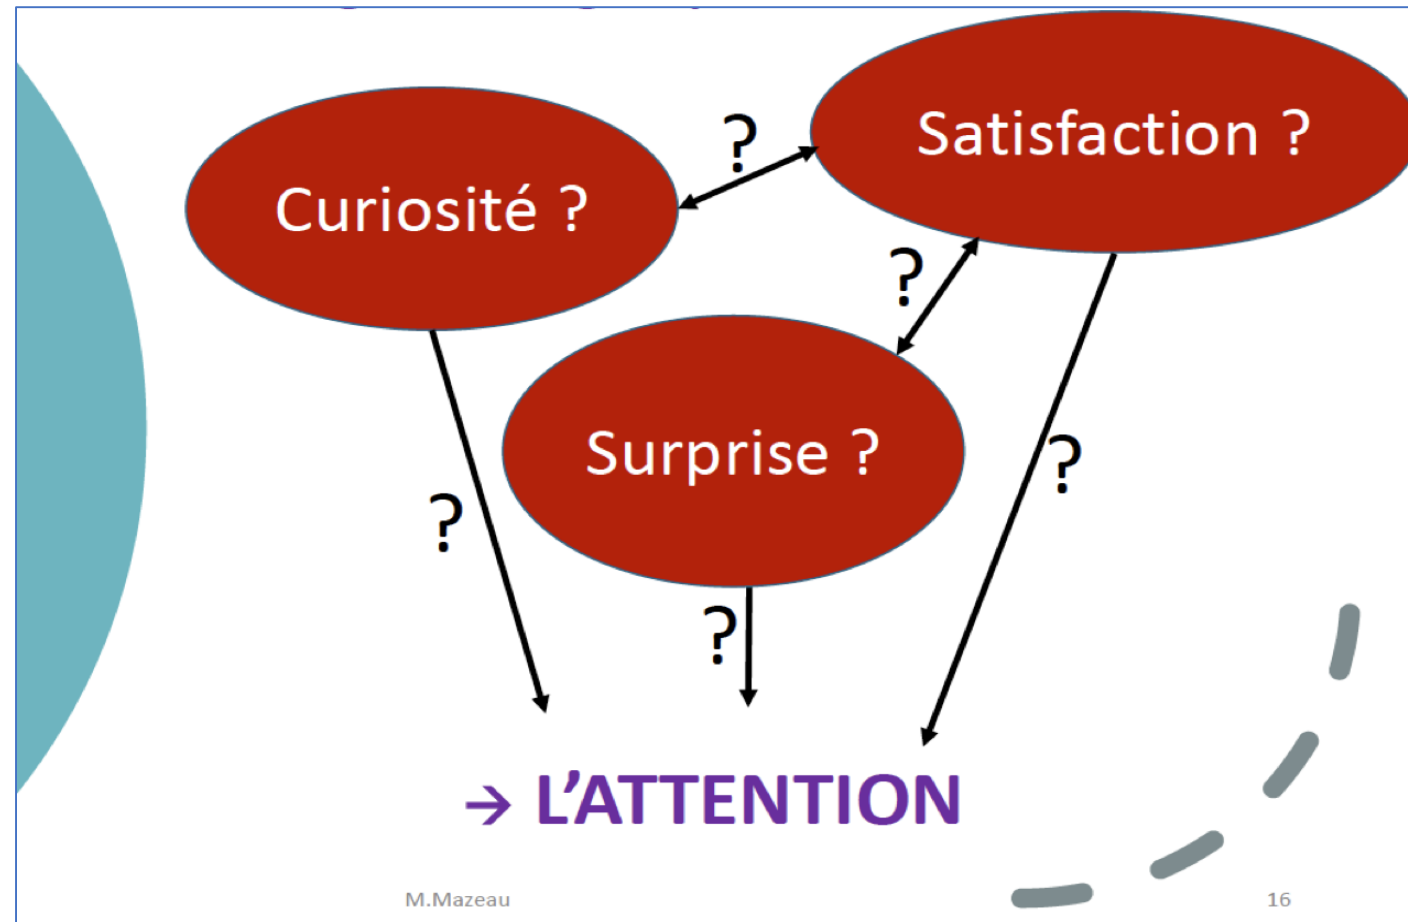 Satisfaction ?
?
Curiosité ?
?
Surprise ?
?
?
?
→ L'ATTENTION
M.Mazeau
16